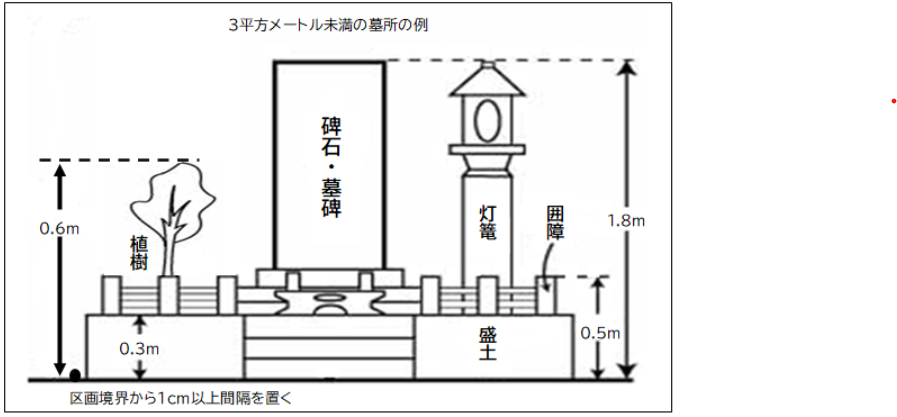 3平方メートル未満の墓所の例
碑石・墓碑
0.6m
植樹
灯篭
囲障
1.8m
0.3m
盛土
0.5m
区画境界から1cm以上間隔を置く